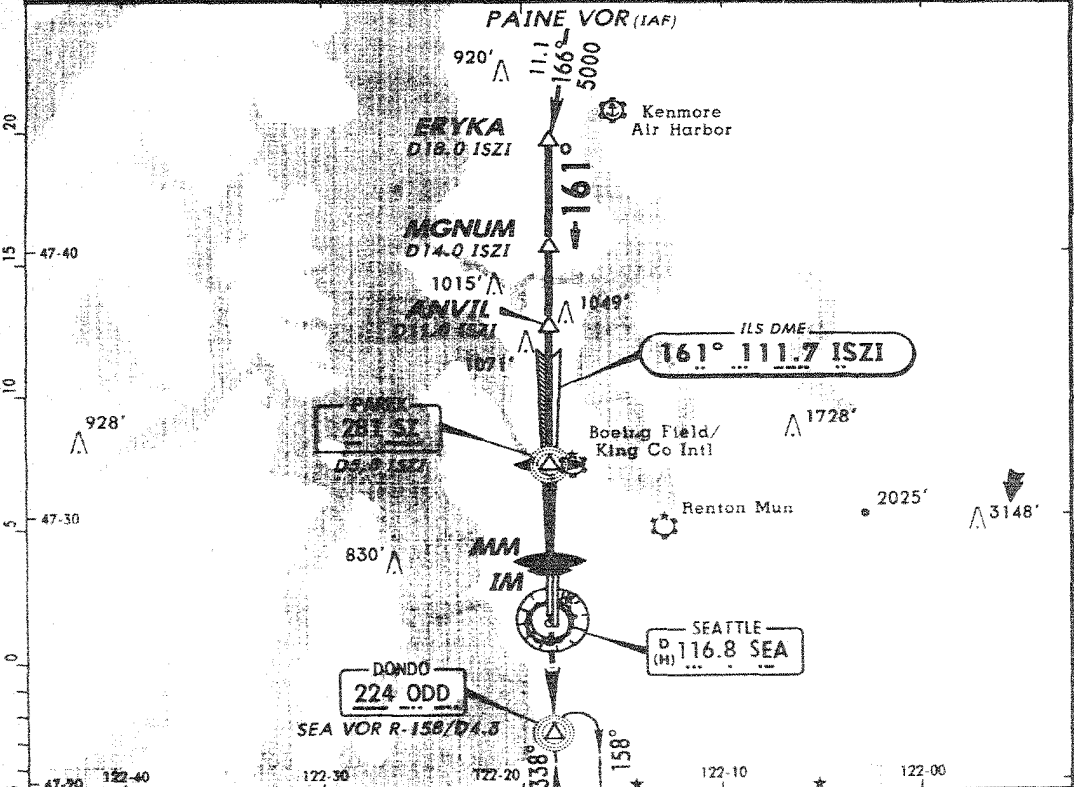 PAINE VOR (IAF)
920'
11.1
166°
5000
Kenmore
Air Harbor
20
ERYKA
D18.0 ISZI
161°
MGNUM
D14.0 ISZI
15
47-40
1015'
1049'
ANVIL
ISZI
1071'
ILS DME
161° 111.7 ISZI
10
928'
PAREK
281 SZ
ISZI
1728'
Boeing Field/
King Co Intl
5
47-30
Renton Mun
2025'
3148'
830'
MM
IM
SEATTLE
D
(H) 116.8 SEA
0
DONDO
224 ODD
SEA VOR R-158/D4.3
338°
158°
47-20
122-40
122-30
122-20
122-10
122-00